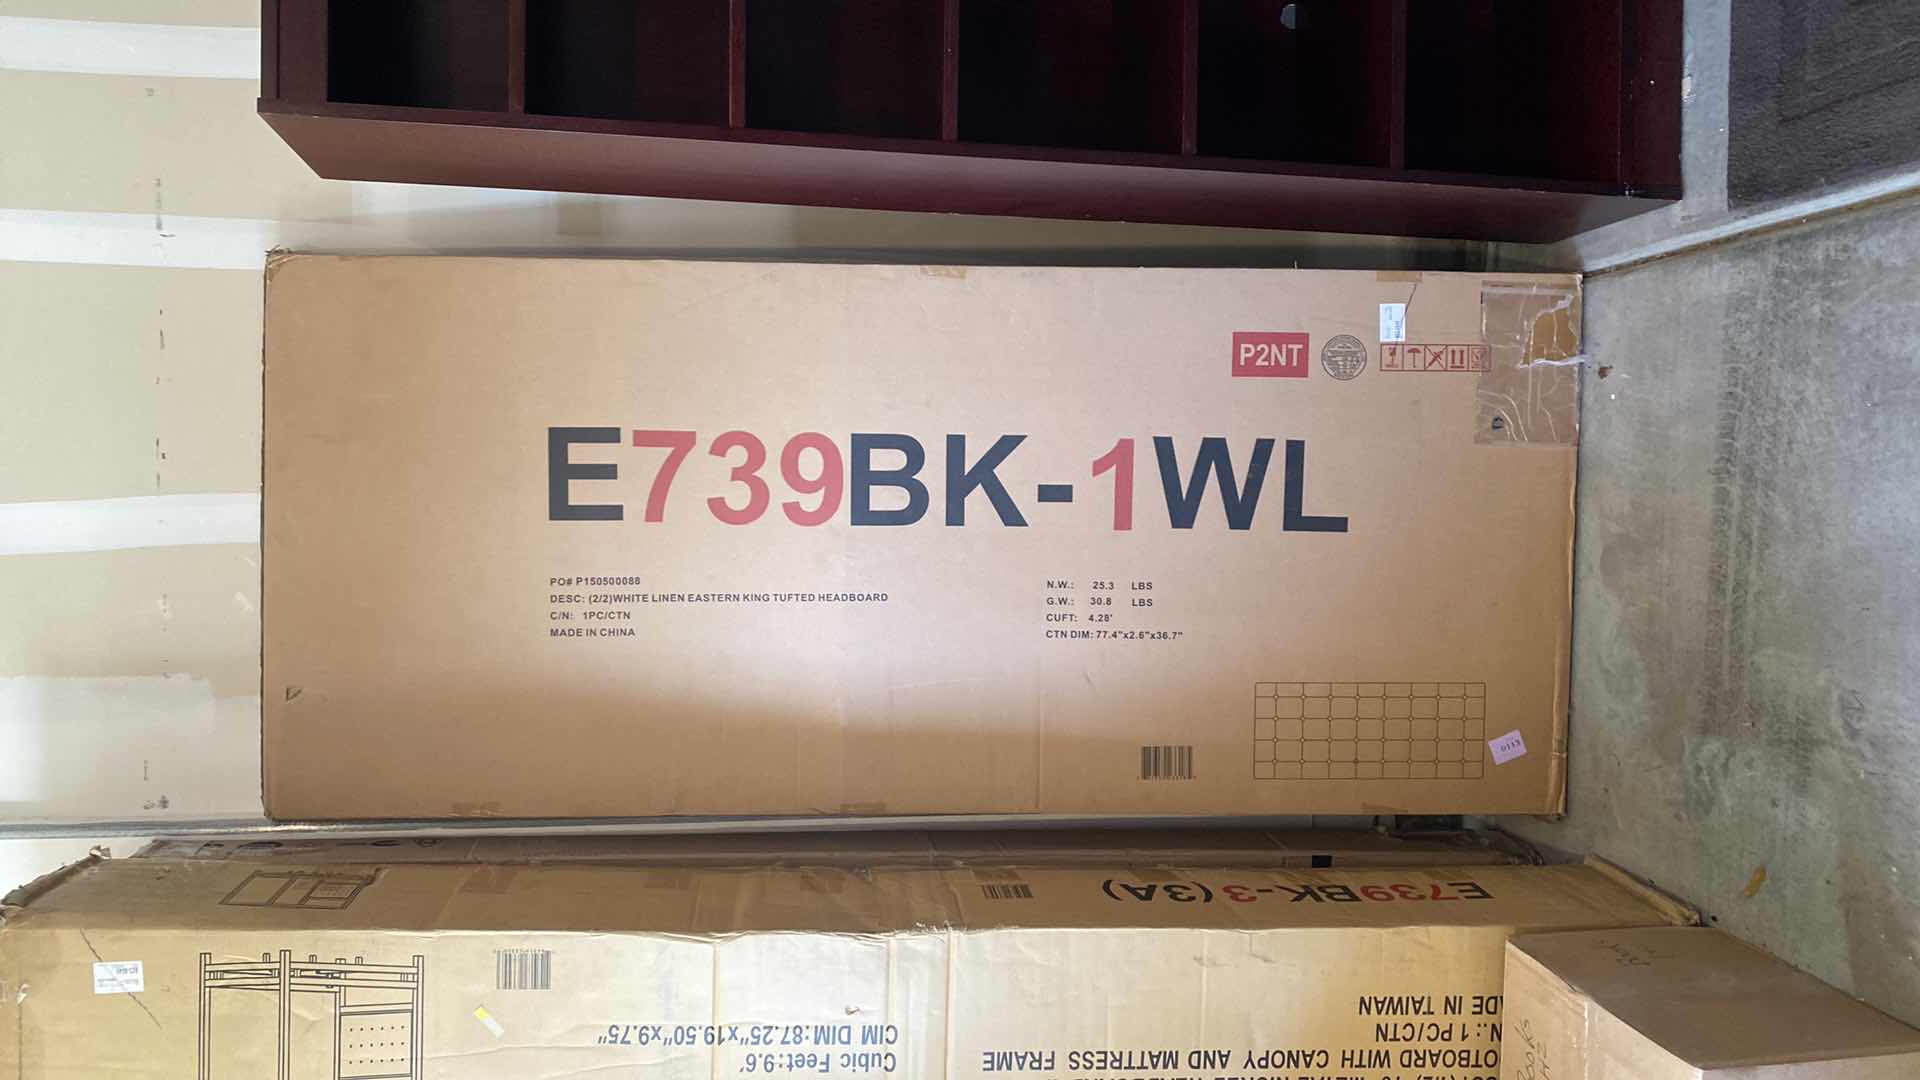 P2NT
E739BK-1WL
PO# P150500088
DESC: (2/2)WHITE LINEN EASTERN KING TUFTED HEADBOARD
C/N: 1PC/CTN
MADE IN CHINA
N.W.: 25.3 LBS
G.W.: 30.8 LBS
CUFT: 4.28'
CTN DIM: 77.4"x2.6"x36.7"
0113
E739BK-3(3A)
OTBOARD WITH CANOPY AND MATTRESS FRAME
N.: 1 PC/CTN
DE IN TAIWAN
Cubic Feet:9.6'
CIM DIM:87.25"x19.50"x9.75"
Books